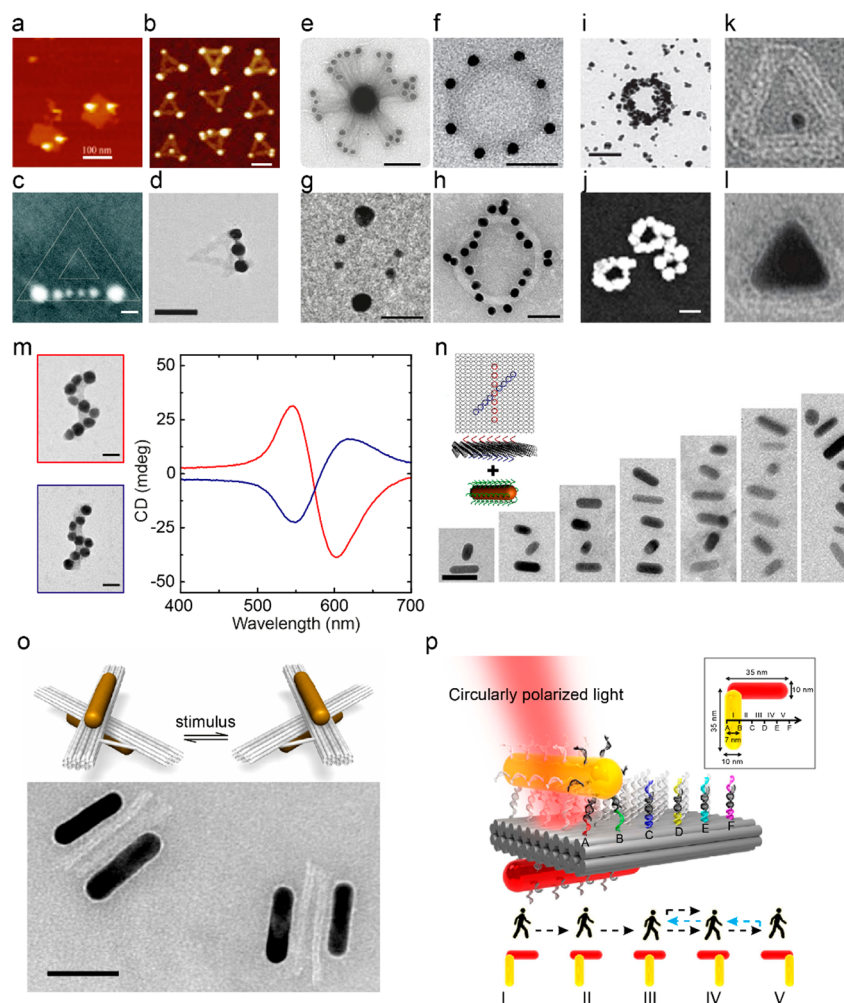 a
b
e
f
i
k
100 nm
c
d
g
h
j
l
m
50
25
0
-25
-50
CD (mdeg)
400
500
600
700
Wavelength (nm)
n
+
o
stimulus
p
Circularly polarized light
35 nm
10 nm
35 nm
I II III IV V
A B C D E F
7 nm
10 nm
A B C D E F
I II III IV V